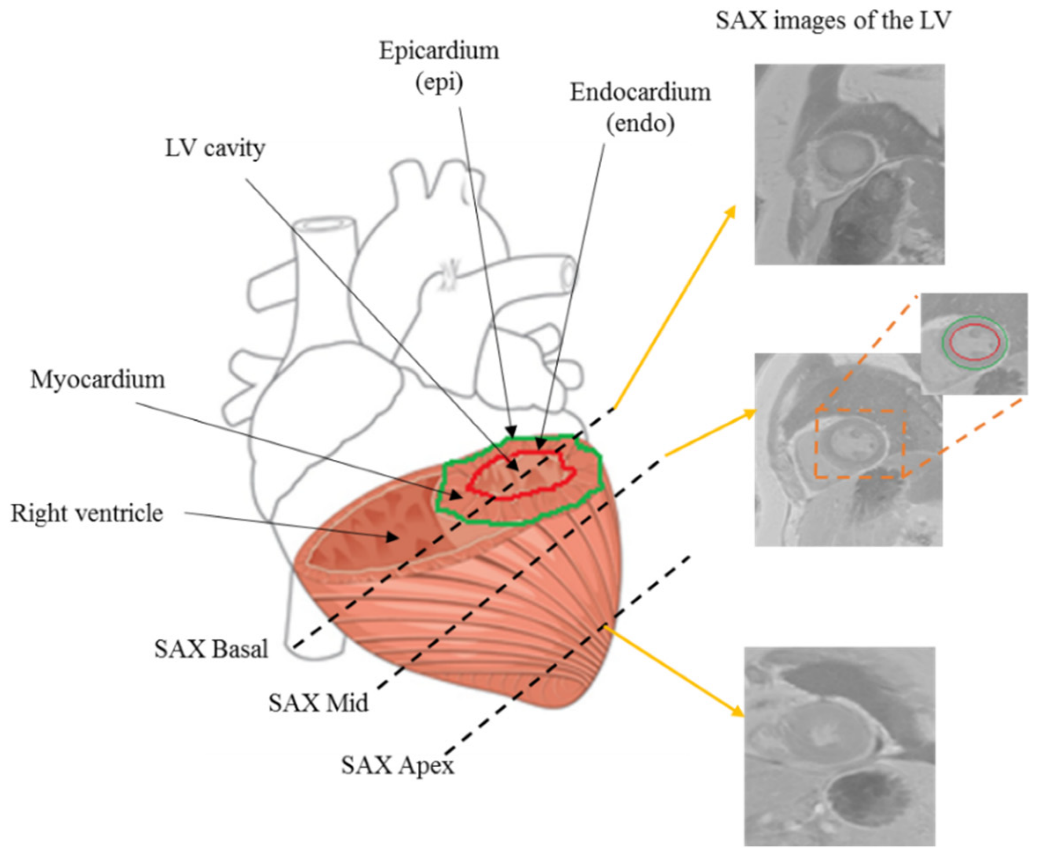 SAX images of the LV
Epicardium
(epi)
Endocardium
(endo)
LV cavity
Myocardium
Right ventricle
SAX Basal
SAX Mid
SAX Apex